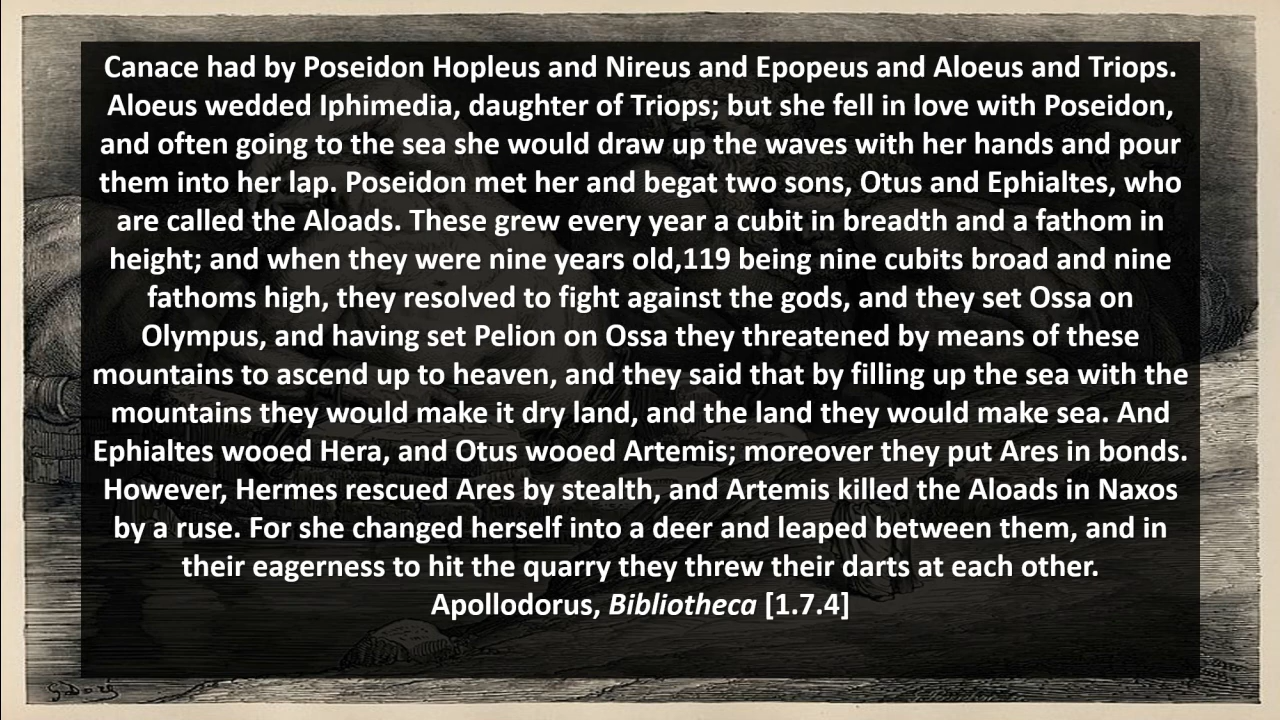 Canace had by Poseidon Hopleus and Nireus and Epopeus and Aloeus and Triops.
Aloeus wedded Iphimedia, daughter of Triops; but she fell in love with Poseidon,
and often going to the sea she would draw up the waves with her hands and pour
them into her lap. Poseidon met her and begat two sons, Otus and Ephialtes, who
are called the Aloads. These grew every year a cubit in breadth and a fathom in
height; and when they were nine years old,119 being nine cubits broad and nine
fathoms high, they resolved to fight against the gods, and they set Ossa on
Olympus, and having set Pelion on Ossa they threatened by means of these
mountains to ascend up to heaven, and they said that by filling up the sea with the
mountains they would make it dry land, and the land they would make sea. And
Ephialtes wooed Hera, and Otus wooed Artemis; moreover they put Ares in bonds.
However, Hermes rescued Ares by stealth, and Artemis killed the Aloads in Naxos
by a ruse. For she changed herself into a deer and leaped between them, and in
their eagerness to hit the quarry they threw their darts at each other.
Apollodorus, Bibliotheca [1.7.4]
G. Doré